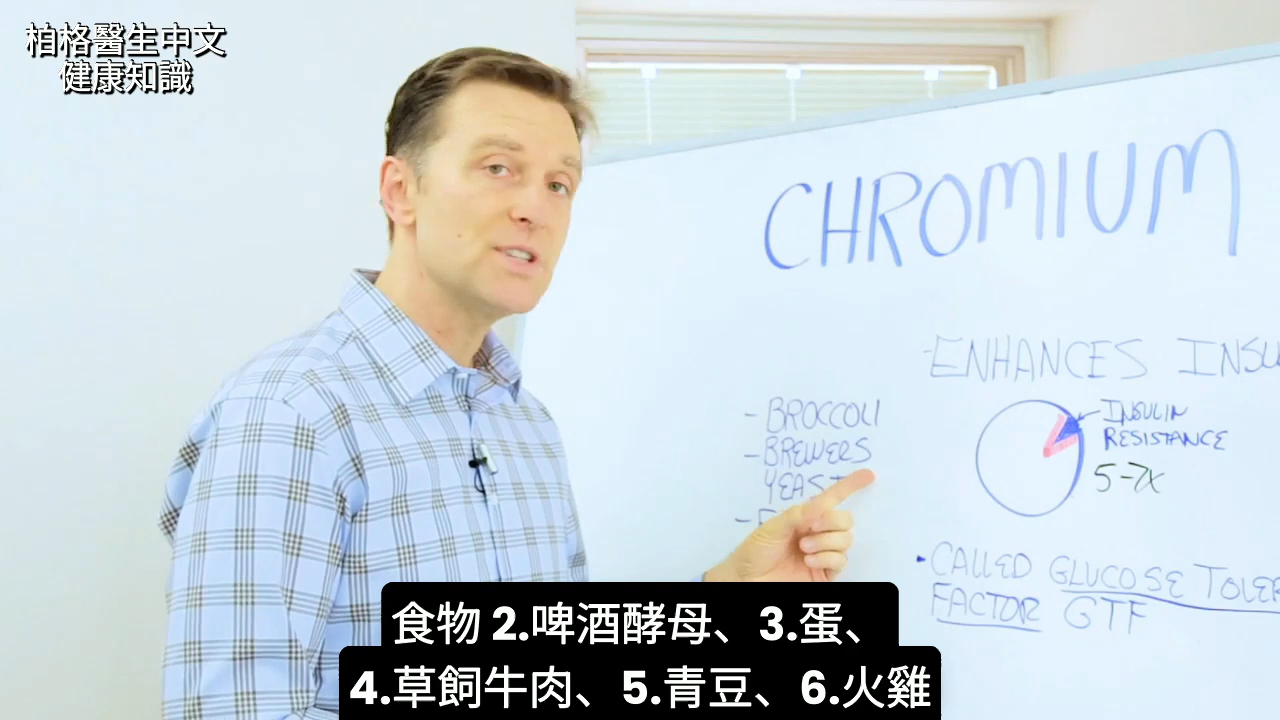 柏格醫生中文
健康知識
CHROMIUM
-ENHANCES INSU
- BROCCOLI
- BREWERS
YEAST
INSULIN
RESISTANCE
5-7X
• CALLED GLUCOSE TOLER
FACTOR GTF
食物 2.啤酒酵母、3.蛋、
4.草飼牛肉、5.青豆、6.火雞